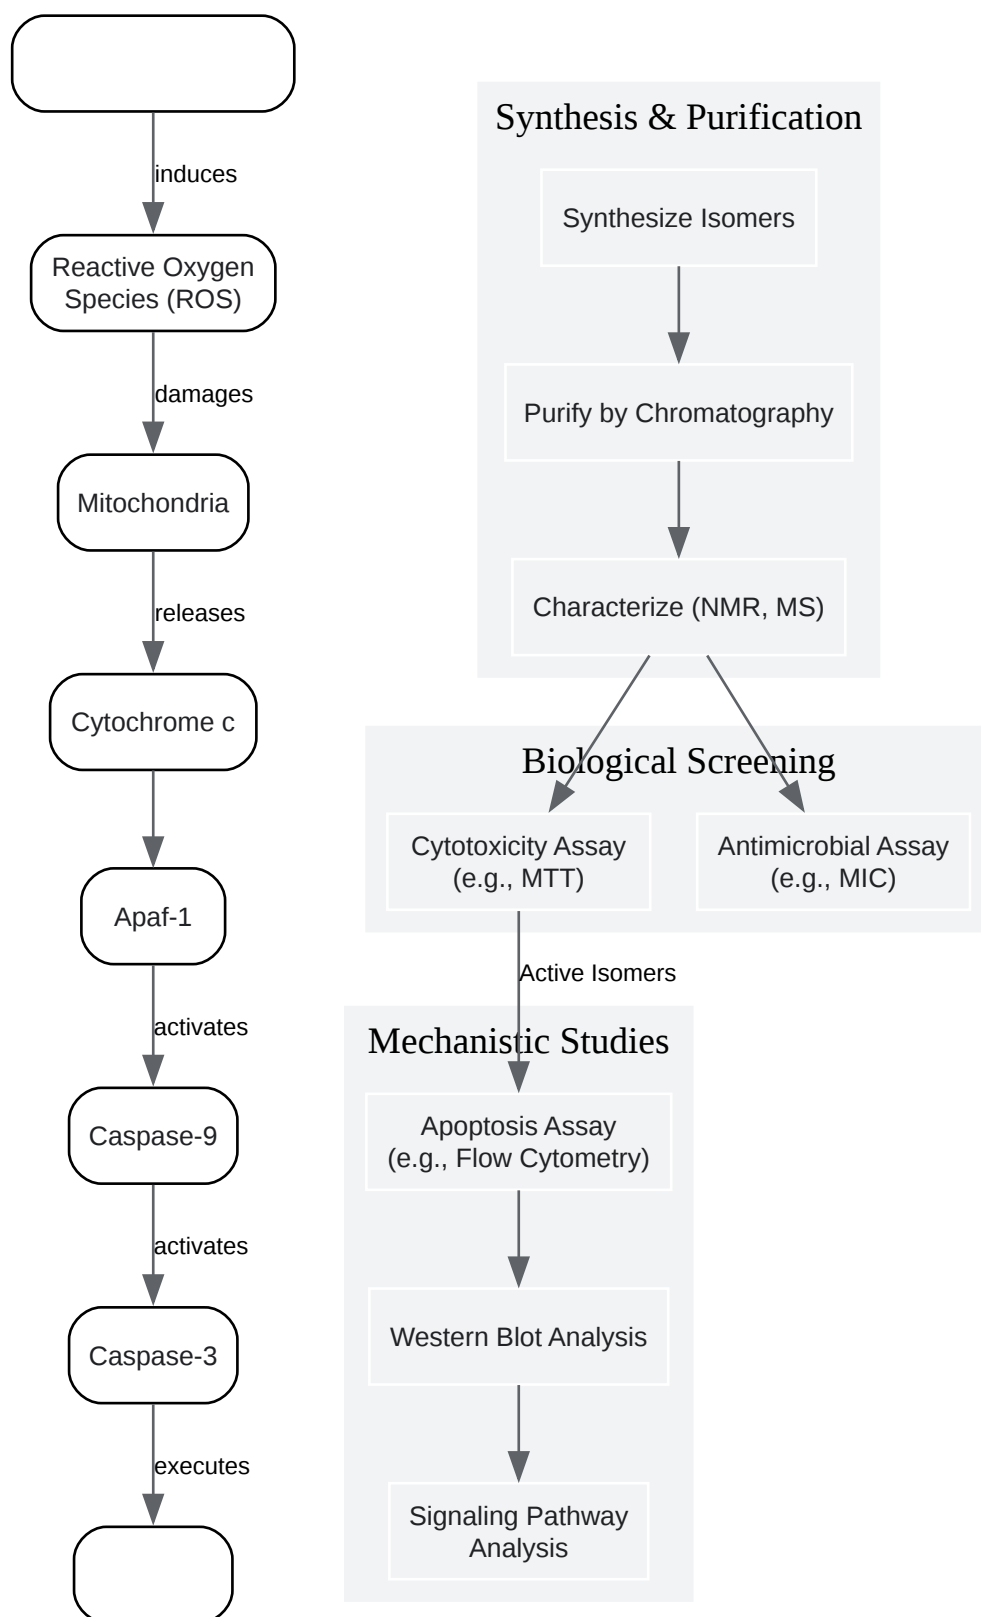 induces
Reactive Oxygen
Species (ROS)
damages
Mitochondria
releases
Cytochrome c
Apaf-1
activates
Caspase-9
activates
Caspase-3
executes
Synthesis & Purification
Synthesize Isomers
Purify by Chromatography
Characterize (NMR, MS)
Biological Screening
Cytotoxicity Assay
(e.g., MTT)
Antimicrobial Assay
(e.g., MIC)
Active Isomers
Mechanistic Studies
Apoptosis Assay
(e.g., Flow Cytometry)
Western Blot Analysis
Signaling Pathway
Analysis